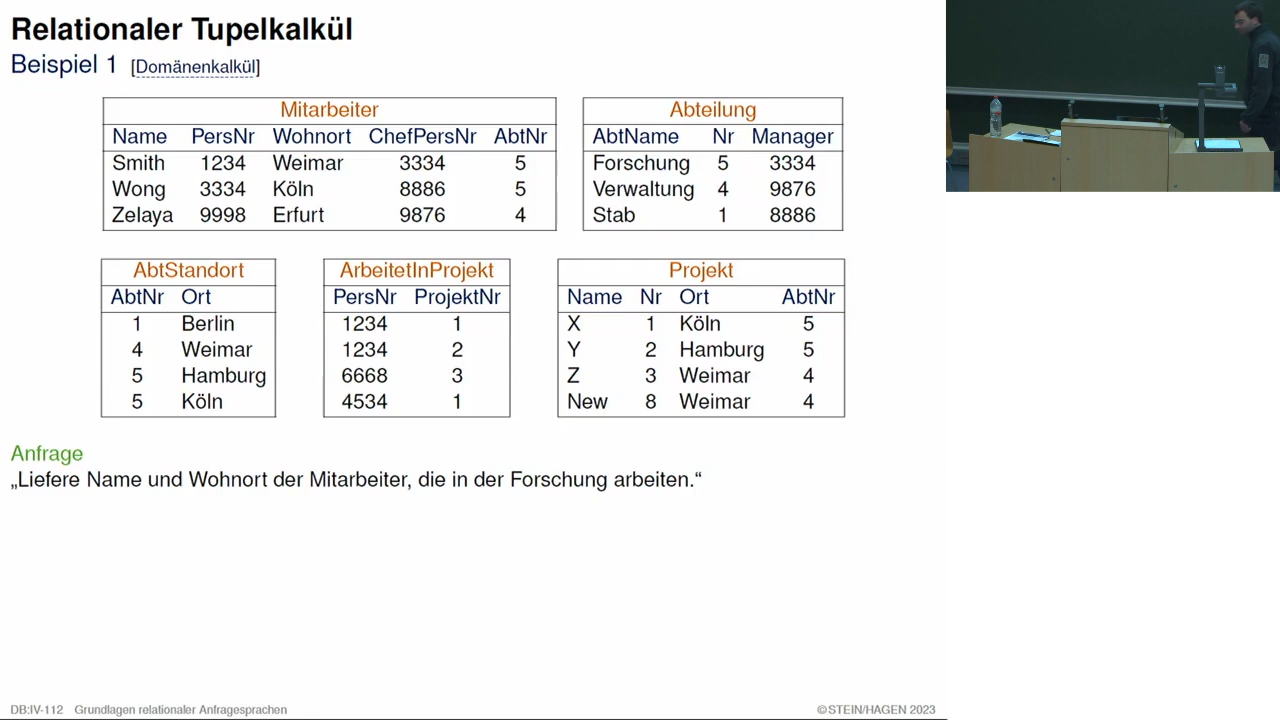 Relationaler Tupelkalkül
Beispiel 1 [Domänenkalkül]
Mitarbeiter
Name PersNr Wohnort ChefPersNr AbtNr
Smith 1234 Weimar 3334 5
Wong 3334 Köln 8886 5
Zelaya 9998 Erfurt 9876 4
Abteilung
AbtName Nr Manager
Forschung 5 3334
Verwaltung 4 9876
Stab 1 8886
AbtStandort
AbtNr Ort
1 Berlin
4 Weimar
5 Hamburg
5 Köln
ArbeitetInProjekt
PersNr ProjektNr
1234 1
1234 2
6668 3
4534 1
Projekt
Name Nr Ort AbtNr
X 1 Köln 5
Y 2 Hamburg 5
Z 3 Weimar 4
New 8 Weimar 4
Anfrage
„Liefere Name und Wohnort der Mitarbeiter, die in der Forschung arbeiten.“
DB:IV-112 Grundlagen relationaler Anfragesprachen ©STEIN/HAGEN 2023